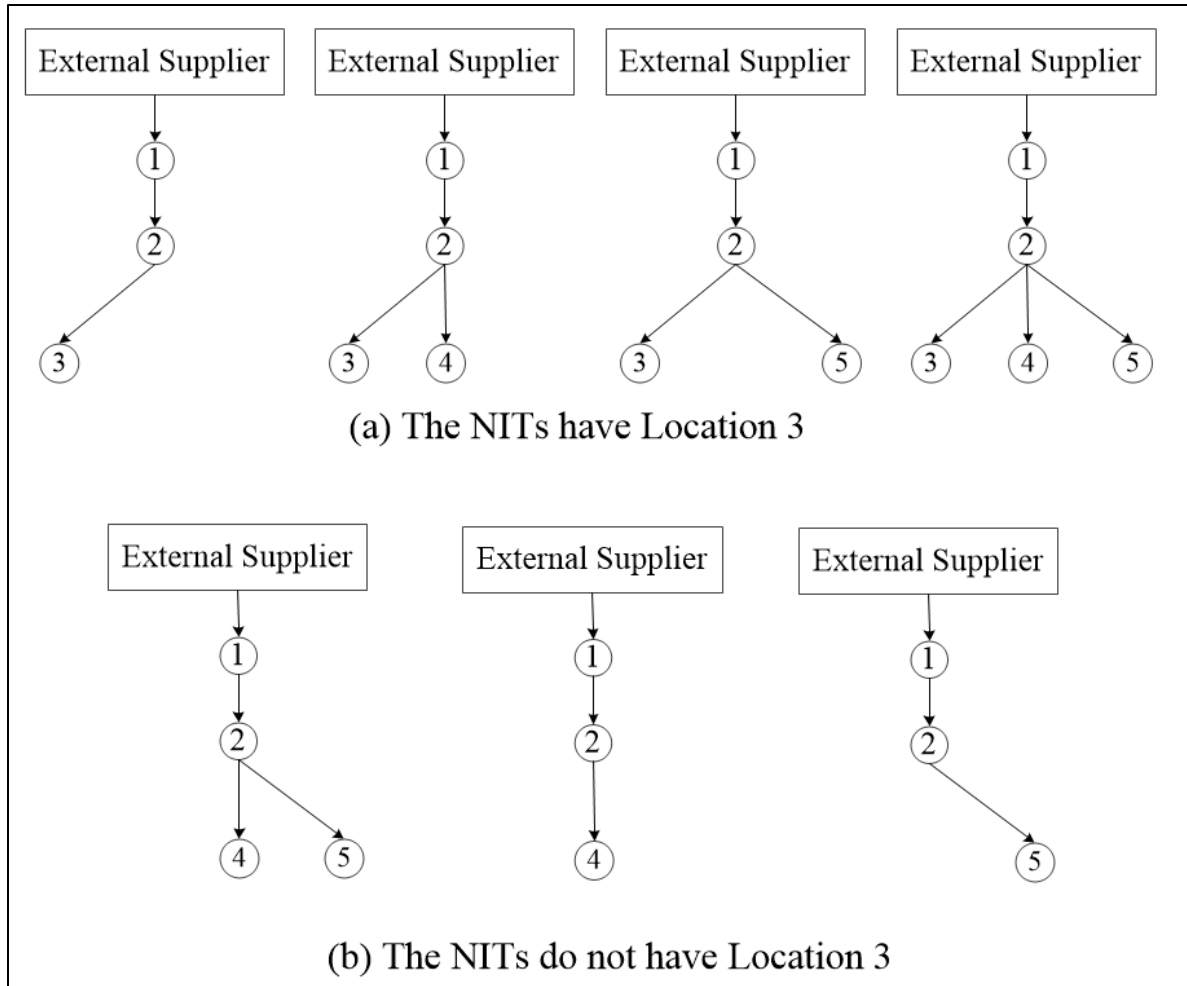 External Supplier External Supplier External Supplier External Supplier
1 1 1 1
2 2 2 2
3 3 4 3 5 3 4 5
(a) The NITs have Location 3
External Supplier External Supplier External Supplier
1 1 1
2 2 2
4 5 4 5
(b) The NITs do not have Location 3